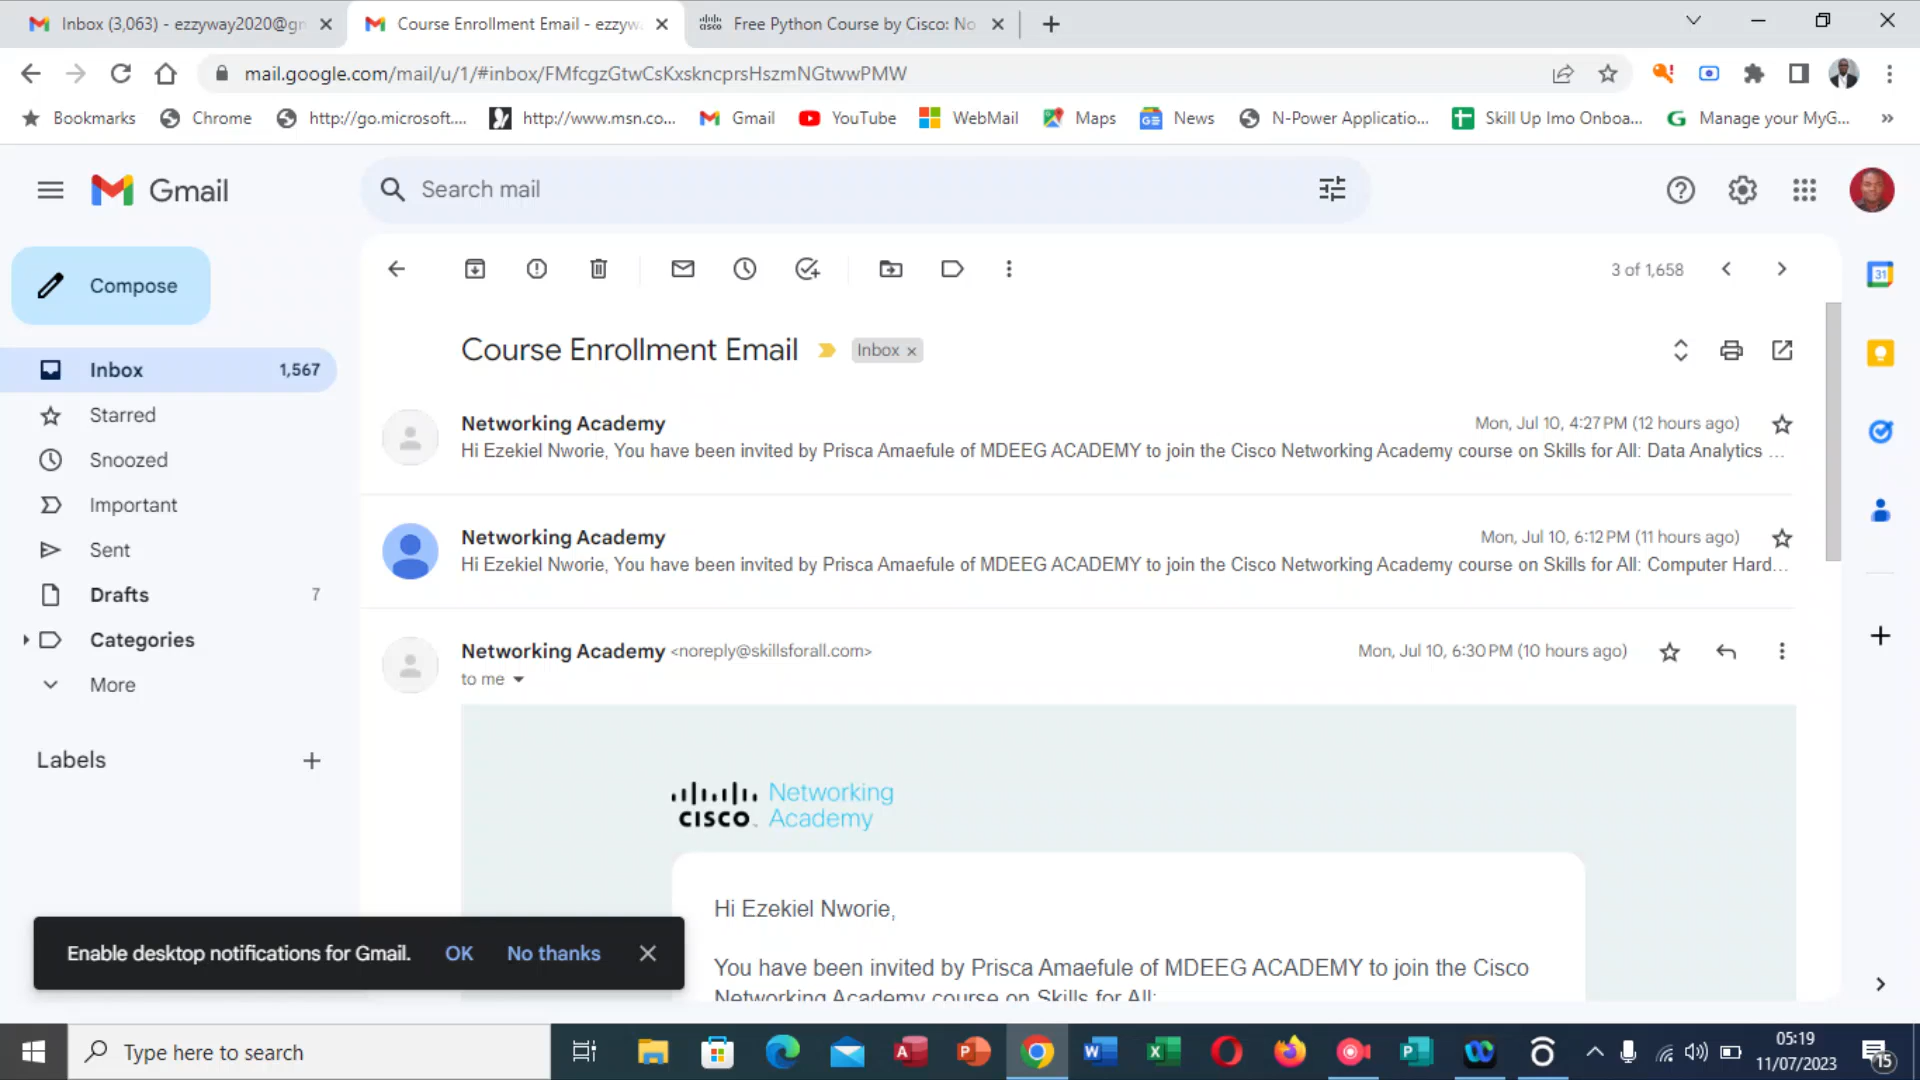 Inbox (3,063) - ezzyway2020@gn
Course Enrollment Email - ezzyw
Free Python Course by Cisco: No
mail.google.com/mail/u/1/#inbox/FMfcgzGtwCsKxskncprsHszmNGtwwPMW
Bookmarks
Chrome
http://go.microsoft....
http://www.msn.co...
Gmail
YouTube
WebMail
Maps
News
N-Power Applicatio...
Skill Up Imo Onboa...
Manage your MyG...
Gmail
Search mail
Compose
3 of 1,658
Course Enrollment Email
Inbox
Inbox 1,567
Starred
Snoozed
Important
Sent
Drafts 7
Categories
More
Labels
Networking Academy
Mon, Jul 10, 4:27 PM (12 hours ago)
Hi Ezekiel Nworie, You have been invited by Prisca Amaefule of MDEEG ACADEMY to join the Cisco Networking Academy course on Skills for All: Data Analytics ...
Networking Academy
Mon, Jul 10, 6:12 PM (11 hours ago)
Hi Ezekiel Nworie, You have been invited by Prisca Amaefule of MDEEG ACADEMY to join the Cisco Networking Academy course on Skills for All: Computer Hard...
Networking Academy <noreply@skillsforall.com>
Mon, Jul 10, 6:30 PM (10 hours ago)
to me
CISCO Networking
Academy
Hi Ezekiel Nworie,
You have been invited by Prisca Amaefule of MDEEG ACADEMY to join the Cisco
Networking Academy course on Skills for All:
Enable desktop notifications for Gmail. OK No thanks
Type here to search
05:19
11/07/2023
15